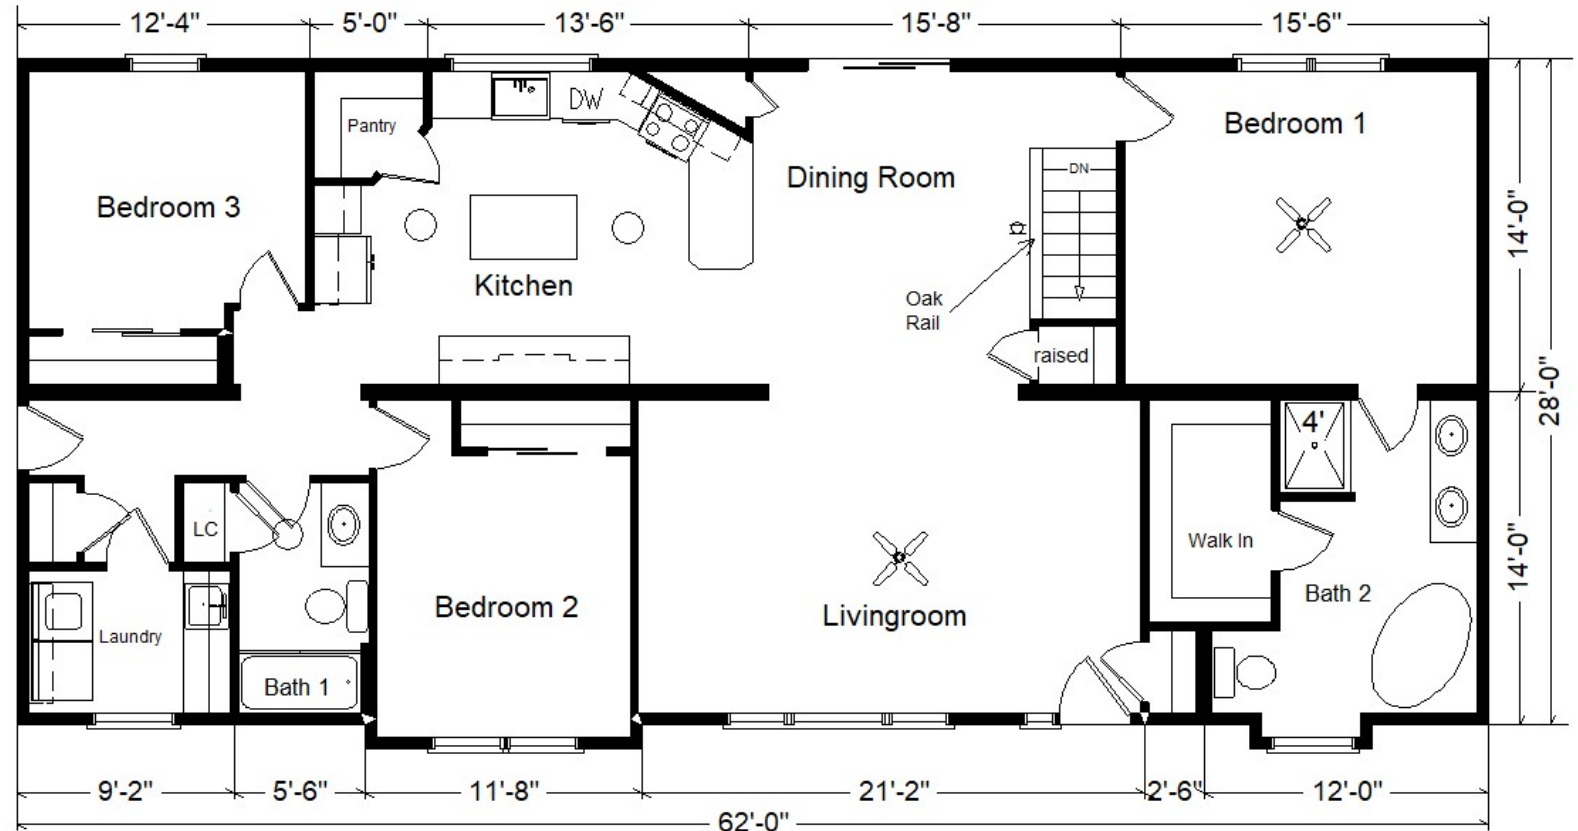 12'-4" 5'-0" 13'-6" 15'-8" 15'-6"
DW
Pantry
Bedroom 1
Dining Room
DN
Bedroom 3
14'-0"
Kitchen
Oak
Rail
raised
28'-0"
4'
LC
Walk In
14'-0"
Bath 2
Bedroom 2
Livingroom
Laundry
Bath 1
9'-2" 5'-6" 11'-8" 21'-2" 2'-6" 12'-0"
62'-0"